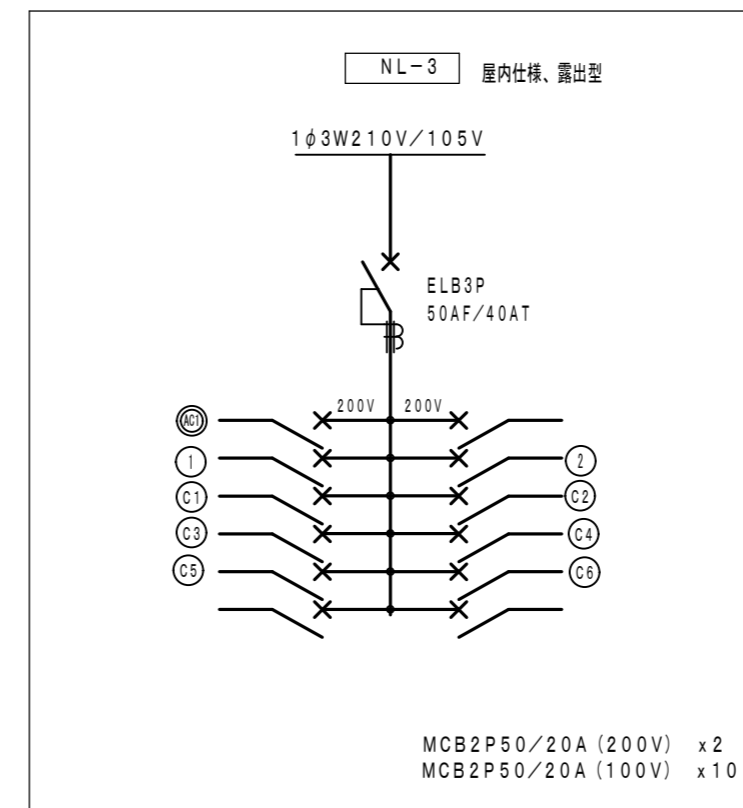 NL-3 屋内仕様、露出型
1φ3W210V/105V
ELB3P
50AF/40AT
200V 200V
AC1
1 2
C1 C2
C3 C4
C5 C6
MCB2P50/20A(200V) x2
MCB2P50/20A(100V) x10